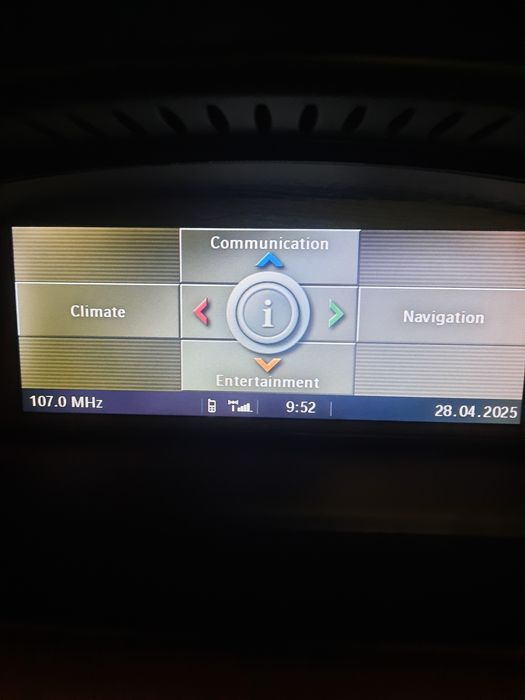 Communication
Climate
i
Navigation
Entertainment
107.0 MHz
9:52
28.04.2025